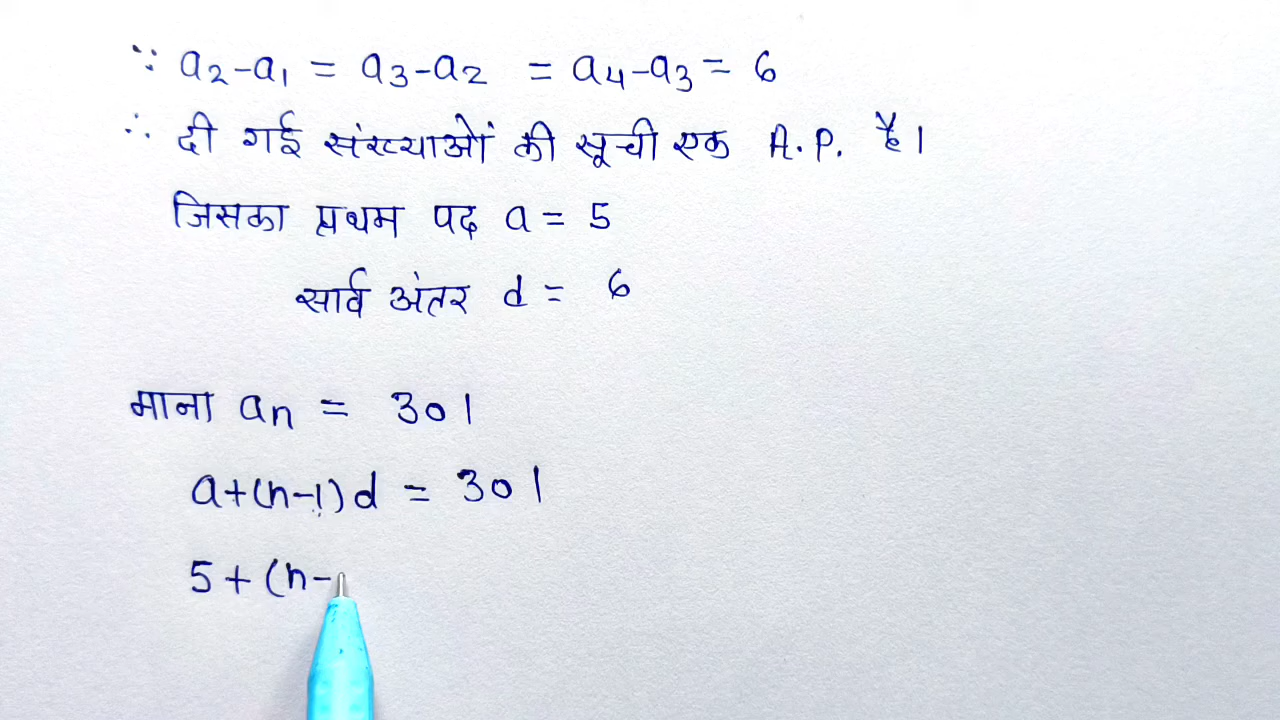 ∵ a₂-a₁ = a₃-a₂ = a₄-a₃ = 6
∴ दी गई संख्याओं की सूची एक A.P. है।
जिसका प्रथम पद a = 5
सार्व अंतर d = 6
माना an = 301
a+(n-1)d = 301
5+(n-